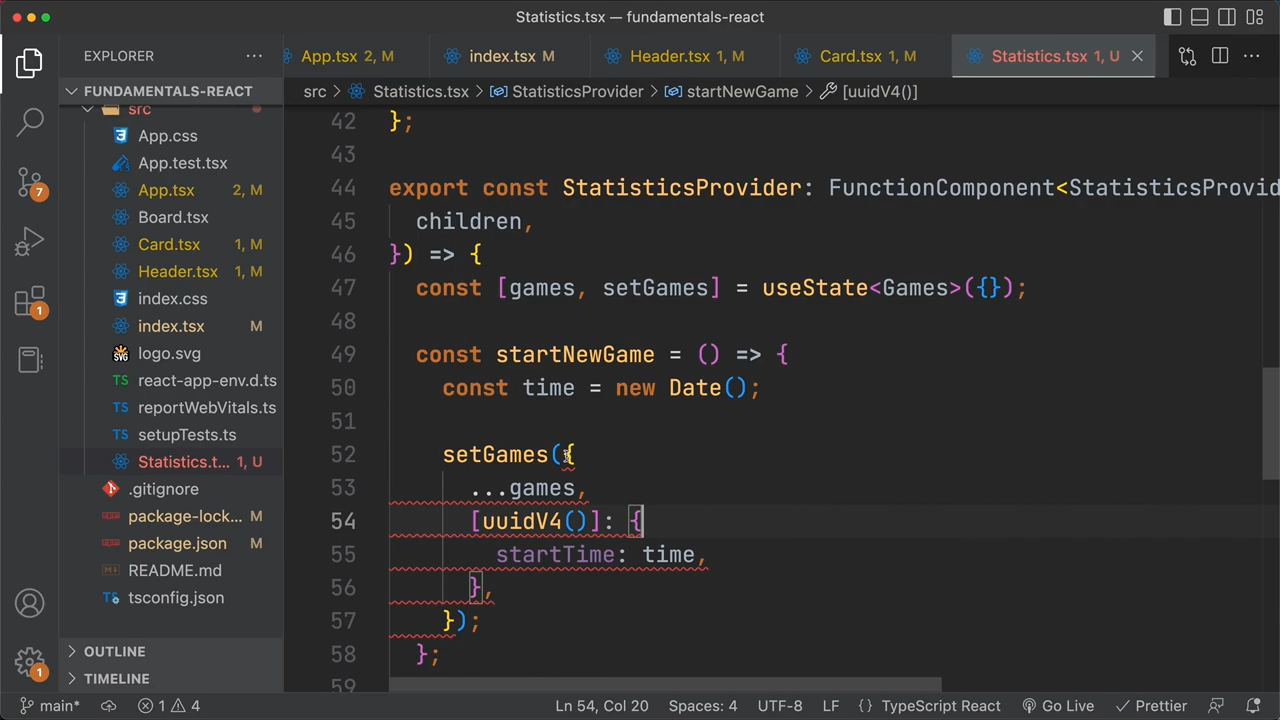 Statistics.tsx — fundamentals-react
EXPLORER
App.tsx 2, M
index.tsx M
Header.tsx 1, M
Card.tsx 1, M
Statistics.tsx 1, U
FUNDAMENTALS-REACT
src > Statistics.tsx > StatisticsProvider > startNewGame > [uuidV4()]
src
App.css
App.test.tsx
App.tsx 2, M
Board.tsx
Card.tsx 1, M
Header.tsx 1, M
index.css
index.tsx M
logo.svg
react-app-env.d.ts
reportWebVitals.ts
setupTests.ts
Statistics.t... 1, U
.gitignore
package-lock... M
package.json M
README.md
tsconfig.json
OUTLINE
TIMELINE
7
1
1
42 };
43
44 export const StatisticsProvider: FunctionComponent<StatisticsProvid
45 children,
46 }) => {
47 const [games, setGames] = useState<Games>({});
48
49 const startNewGame = () => {
50 const time = new Date();
51
52 setGames({
53 ...games,
54 [uuidV4()]: {
55 startTime: time,
56 },
57 });
58 };
59
main* 1 4 Ln 54, Col 20 Spaces: 4 UTF-8 LF {} TypeScript React Go Live Prettier